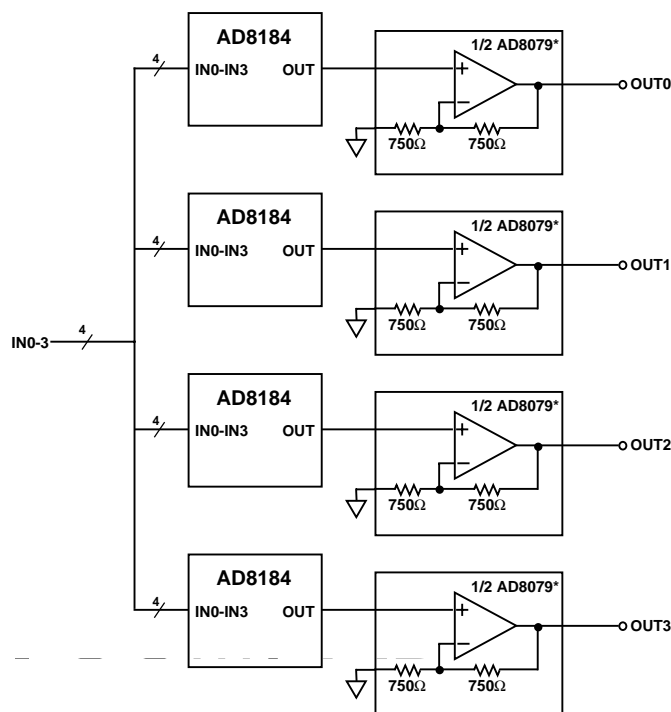 AD8184
1/2 AD8079*
4
IN0-IN3 OUT
OUT0
750Ω 750Ω
AD8184
1/2 AD8079*
4
IN0-IN3 OUT
OUT1
750Ω 750Ω
4
IN0-3
AD8184
1/2 AD8079*
4
IN0-IN3 OUT
OUT2
750Ω 750Ω
AD8184
1/2 AD8079*
4
IN0-IN3 OUT
OUT3
750Ω 750Ω